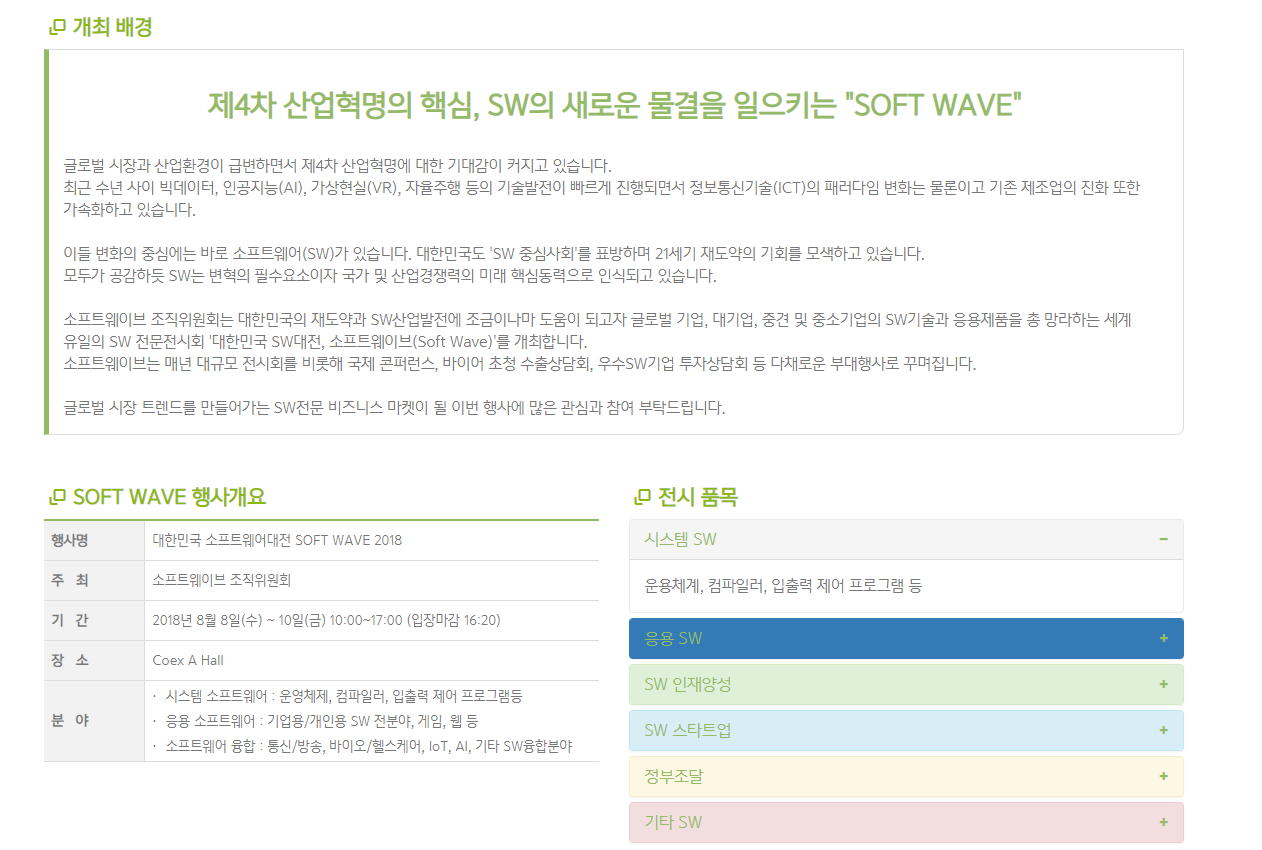 개최 배경
제4차 산업혁명의 핵심, SW의 새로운 물결을 일으키는 "SOFT WAVE"
글로벌 시장과 산업환경이 급변하면서 제4차 산업혁명에 대한 기대감이 커지고 있습니다.
최근 수년 사이 빅데이터, 인공지능(AI), 가상현실(VR), 자율주행 등의 기술발전이 빠르게 진행되면서 정보통신기술(ICT)의 패러다임 변화는 물론이고 기존 제조업의 진화 또한
가속화하고 있습니다.
이들 변화의 중심에는 바로 소프트웨어(SW)가 있습니다. 대한민국도 'SW 중심사회'를 표방하며 21세기 재도약의 기회를 모색하고 있습니다.
모두가 공감하듯 SW는 변혁의 필수요소이자 국가 및 산업경쟁력의 미래 핵심동력으로 인식되고 있습니다.
소프트웨이브 조직위원회는 대한민국의 재도약과 SW산업발전에 조금이나마 도움이 되고자 글로벌 기업, 대기업, 중견 및 중소기업의 SW기술과 응용제품을 총 망라하는 세계
유일의 SW 전문전시회 '대한민국 SW대전, 소프트웨이브(Soft Wave)'를 개최합니다.
소프트웨이브는 매년 대규모 전시회를 비롯해 국제 콘퍼런스, 바이어 초청 수출상담회, 우수SW기업 투자상담회 등 다채로운 부대행사로 꾸며집니다.
글로벌 시장 트렌드를 만들어가는 SW전문 비즈니스 마켓이 될 이번 행사에 많은 관심과 참여 부탁드립니다.
SOFT WAVE 행사개요
행사명 대한민국 소프트웨어대전 SOFT WAVE 2018
주 최 소프트웨이브 조직위원회
기 간 2018년 8월 8일(수) ~ 10일(금) 10:00~17:00 (입장마감 16:20)
장 소 Coex A Hall
분 야
· 시스템 소프트웨어 : 운영체제, 컴파일러, 입출력 제어 프로그램등
· 응용 소프트웨어 : 기업용/개인용 SW 전분야, 게임, 웹 등
· 소프트웨어 융합 : 통신/방송, 바이오/헬스케어, IoT, AI, 기타 SW융합분야
전시 품목
시스템 SW −
운용체계, 컴파일러, 입출력 제어 프로그램 등
응용 SW +
SW 인재양성 +
SW 스타트업 +
정부조달 +
기타 SW +